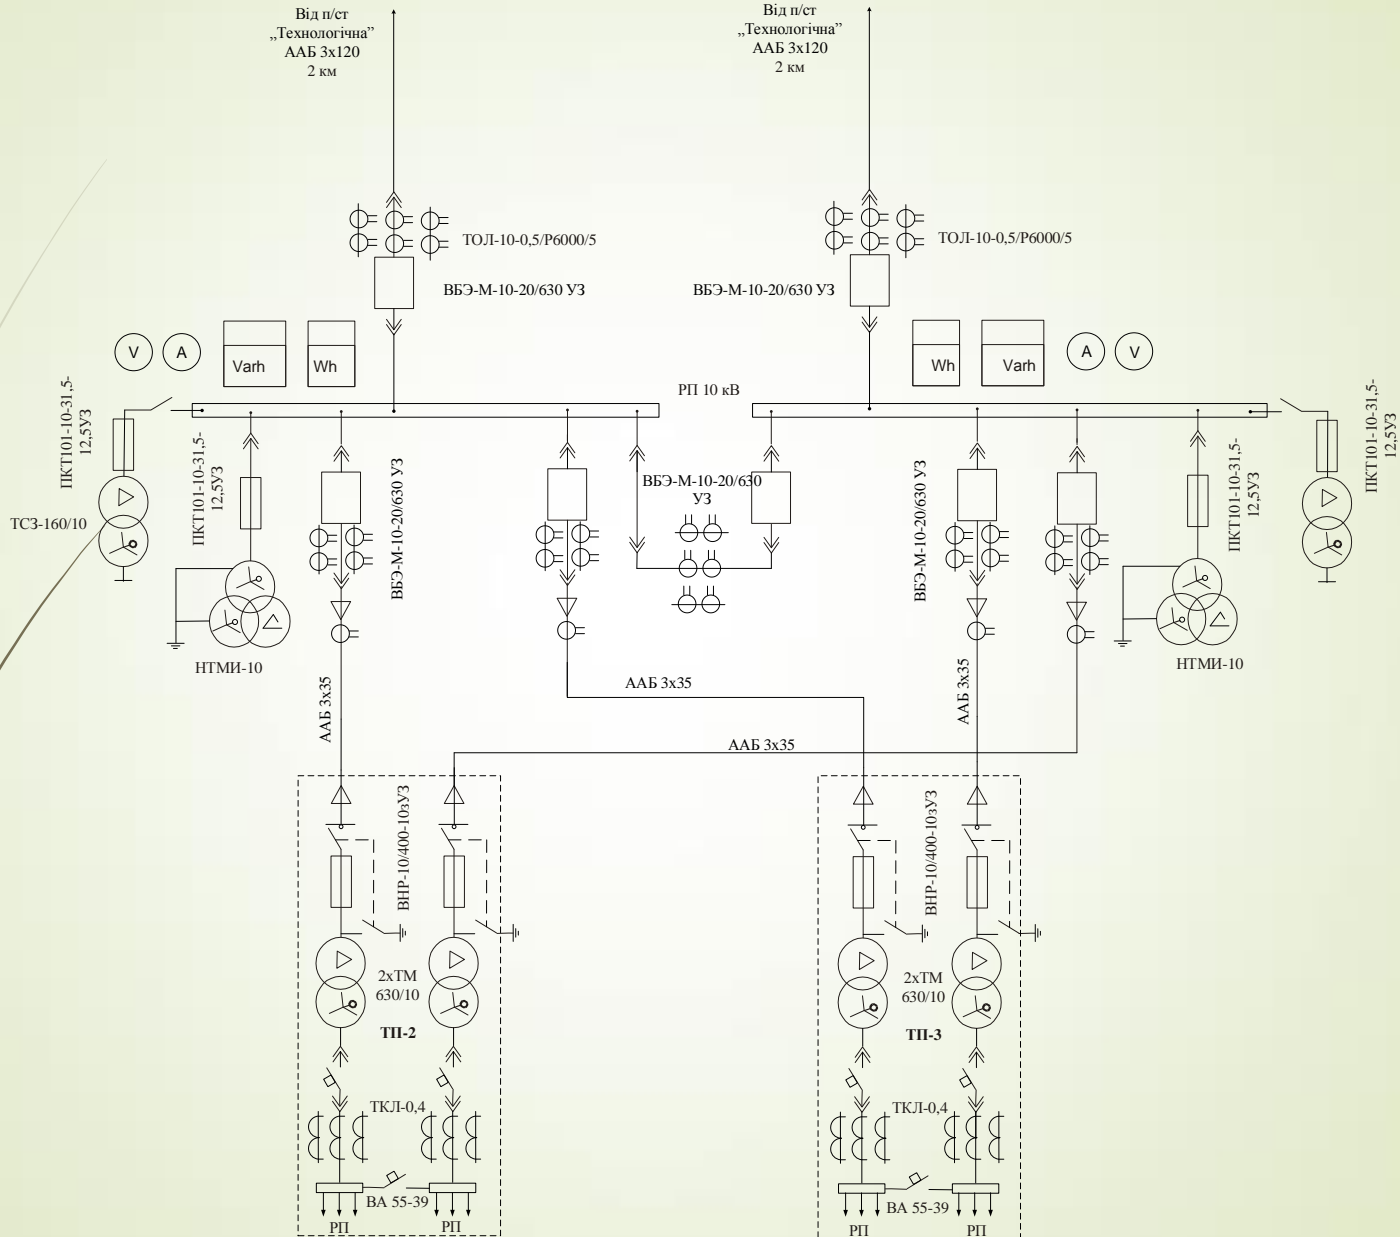 Від п/ст
„Технологічна”
ААБ 3х120
2 км
Від п/ст
„Технологічна”
ААБ 3х120
2 км
ТОЛ-10-0,5/Р6000/5
ТОЛ-10-0,5/Р6000/5
ВБЭ-М-10-20/630 УЗ
ВБЭ-М-10-20/630 УЗ
V
A
Varh
Wh
Wh
Varh
A
V
РП 10 кВ
ПКТ101-10-31,5-
12,5УЗ
ПКТ101-10-31,5-
12,5УЗ
ВБЭ-М-10-20/630 УЗ
ВБЭ-М-10-20/630
УЗ
ВБЭ-М-10-20/630 УЗ
ПКТ101-10-31,5-
12,5УЗ
ПКТ101-10-31,5-
12,5УЗ
ТСЗ-160/10
НТМИ-10
НТМИ-10
ААБ 3х35
ААБ 3х35
ААБ 3х35
ААБ 3х35
ВНР-10/400-10зУЗ
ВНР-10/400-10зУЗ
2хТМ
630/10
ТП-2
2хТМ
630/10
ТП-3
ТКЛ-0,4
ТКЛ-0,4
ВА 55-39
ВА 55-39
РП
РП
РП
РП